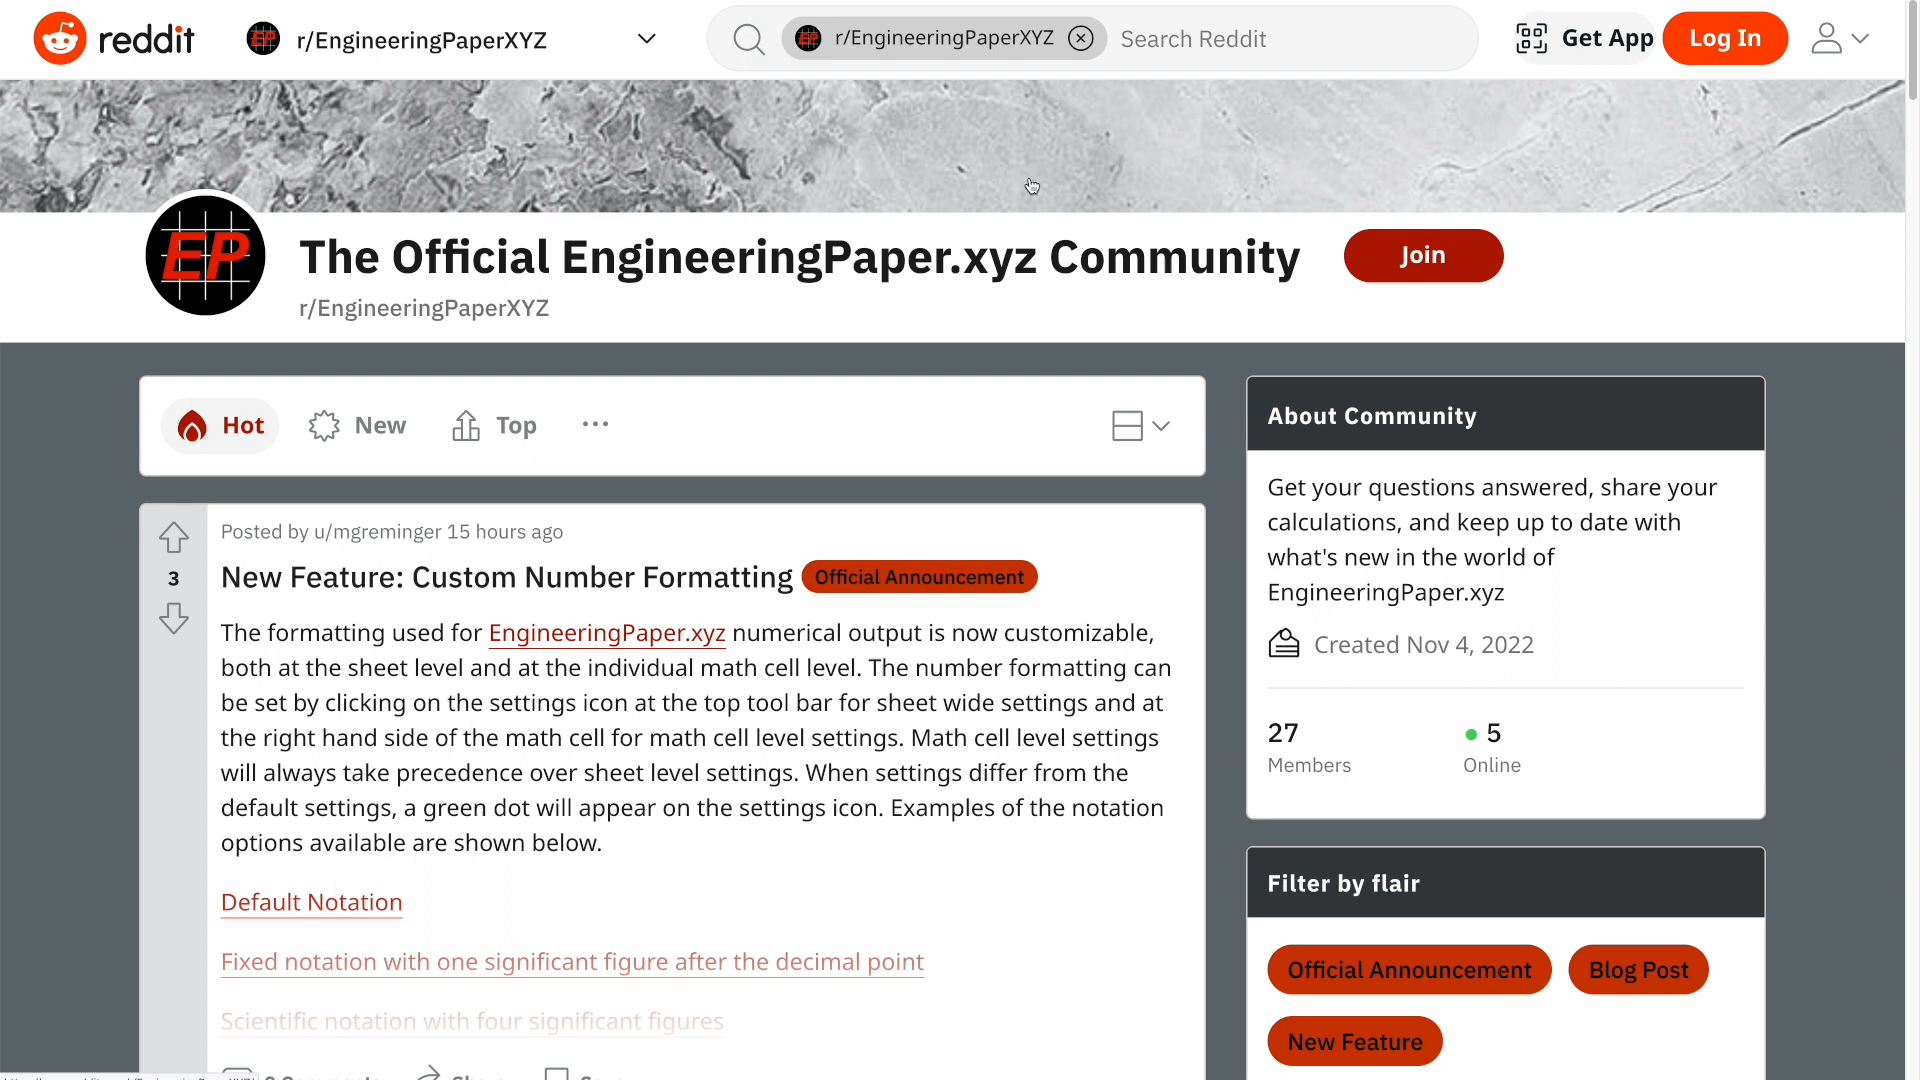 reddit
EP
r/EngineeringPaperXYZ
EP
r/EngineeringPaperXYZ
Search Reddit
Get App
Log In
EP
The Official EngineeringPaper.xyz Community
Join
r/EngineeringPaperXYZ
Hot
New
Top
Posted by u/mgreminger 15 hours ago
3
New Feature: Custom Number Formatting
Official Announcement
The formatting used for EngineeringPaper.xyz numerical output is now customizable,
both at the sheet level and at the individual math cell level. The number formatting can
be set by clicking on the settings icon at the top tool bar for sheet wide settings and at
the right hand side of the math cell for math cell level settings. Math cell level settings
will always take precedence over sheet level settings. When settings differ from the
default settings, a green dot will appear on the settings icon. Examples of the notation
options available are shown below.
Default Notation
Fixed notation with one significant figure after the decimal point
Scientific notation with four significant figures
About Community
Get your questions answered, share your
calculations, and keep up to date with
what's new in the world of
EngineeringPaper.xyz
Created Nov 4, 2022
27
Members
5
Online
Filter by flair
Official Announcement
Blog Post
New Feature